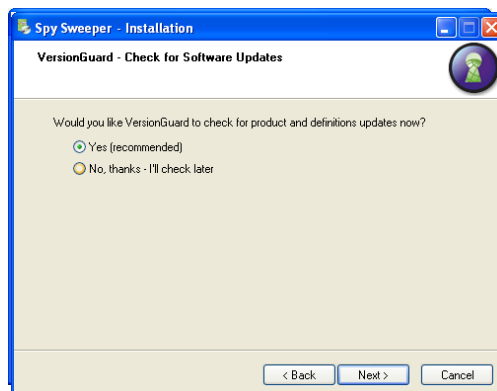 Spy Sweeper - Installation
VersionGuard - Check for Software Updates
Would you like VersionGuard to check for product and definitions updates now?
Yes (recommended)
No, thanks - I'll check later
< Back Next > Cancel